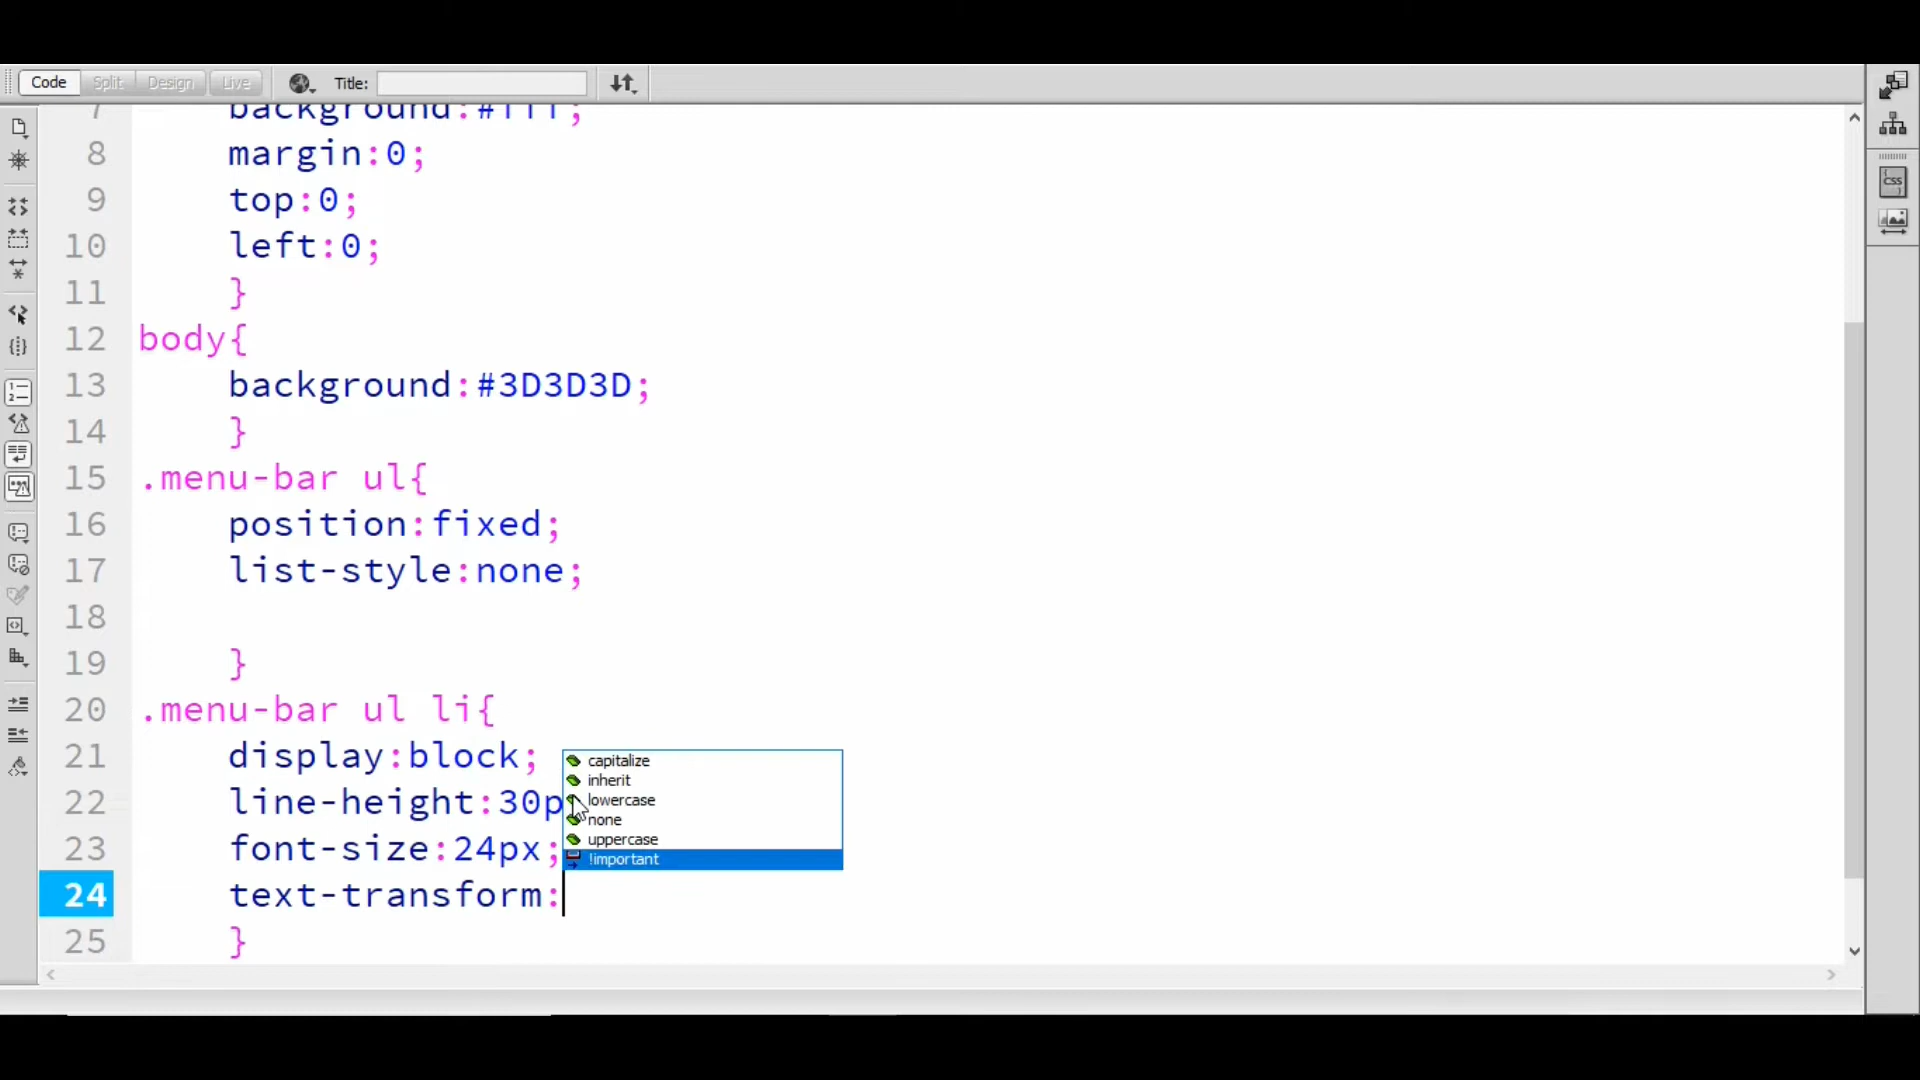 Code Split Design Live Title:
7 background:#fff;
8 margin:0;
9 top:0;
10 left:0;
11 }
12 body{
13 background:#3D3D3D;
14 }
15 .menu-bar ul{
16 position:fixed;
17 list-style:none;
18
19 }
20 .menu-bar ul li{
21 display:block;
22 line-height:30p
23 font-size:24px;
24 text-transform:
25 }
capitalize
inherit
lowercase
none
uppercase
!important
CSS